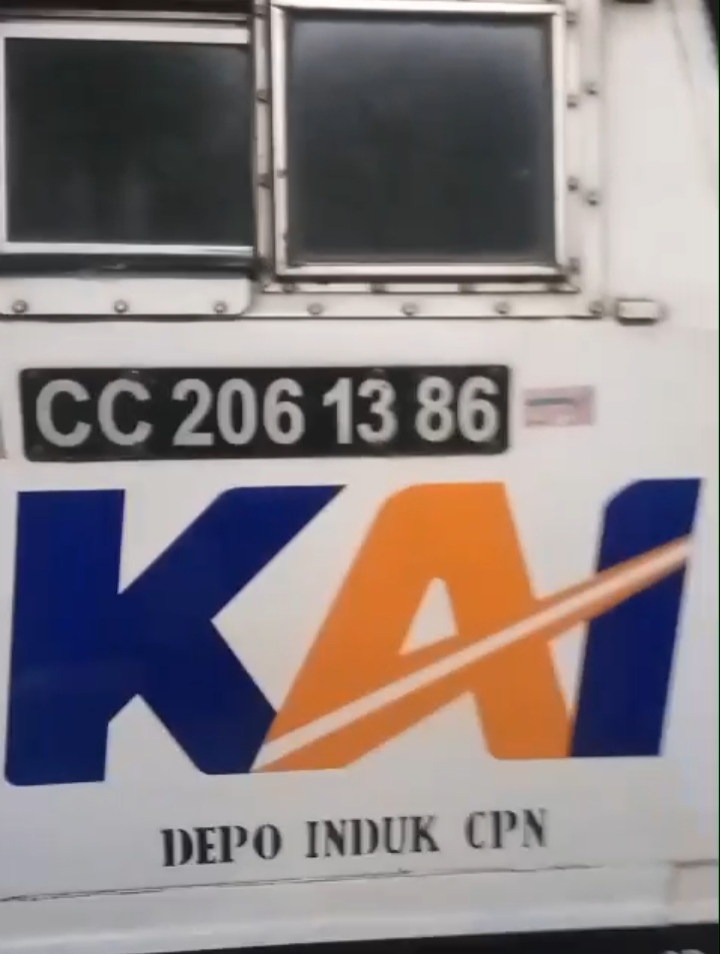 CC 206 13 86
KAI
DEPO INDUK CPN